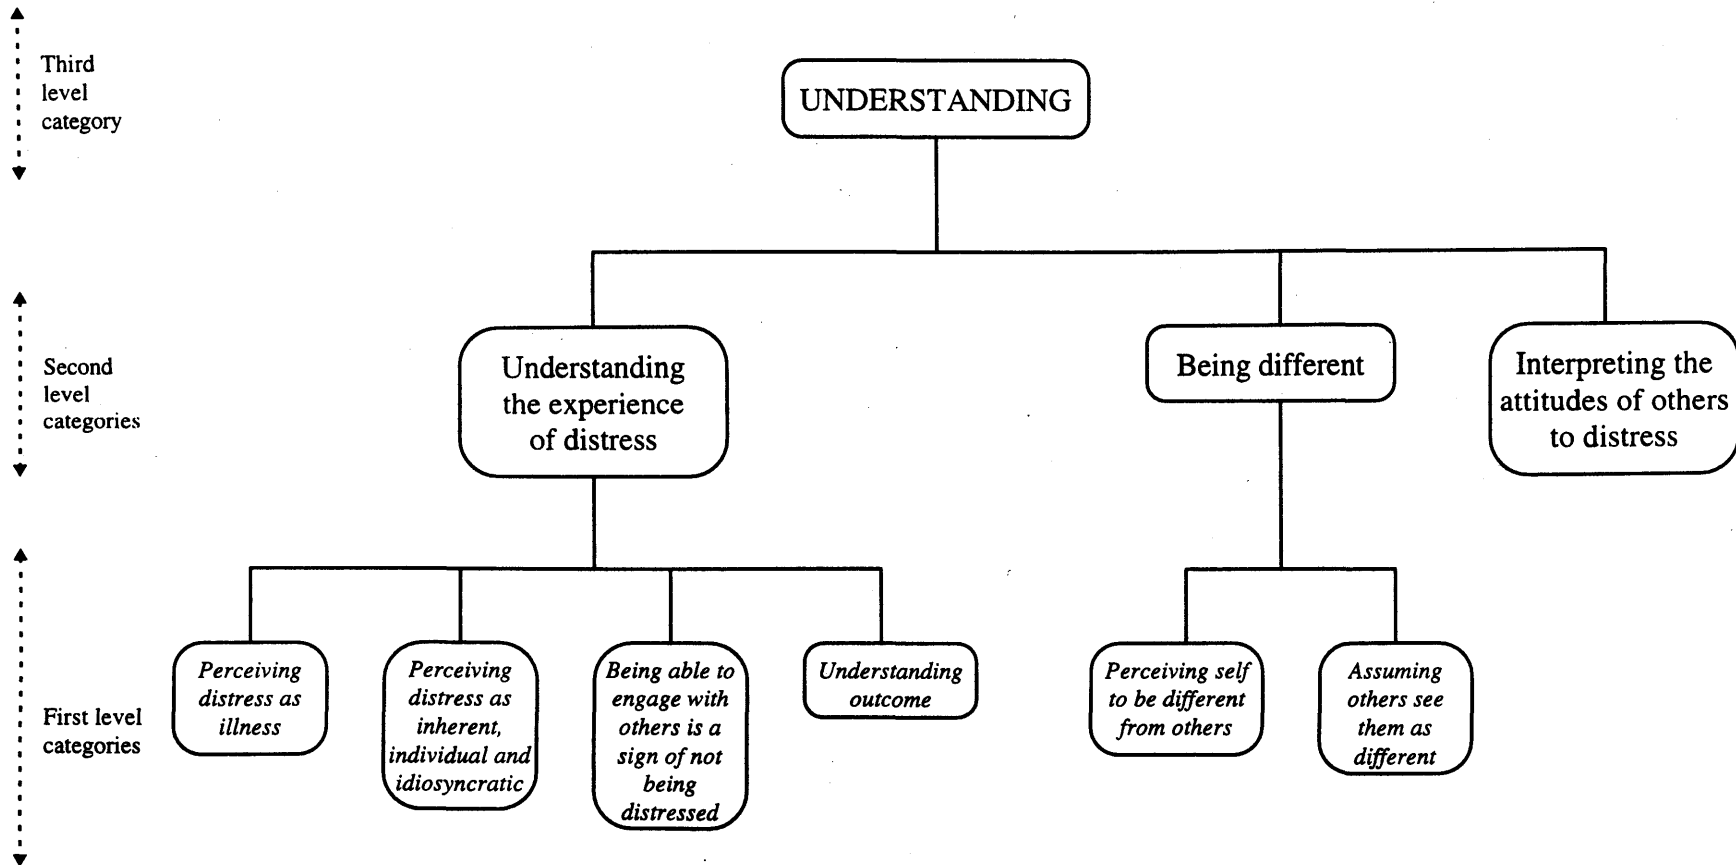 Third
level
category
UNDERSTANDING
Second
level
categories
Understanding
the experience
of distress
Being different
Interpreting the
attitudes of others
to distress
First level
categories
Perceiving
distress as
illness
Perceiving
distress as
inherent,
individual and
idiosyncratic
Being able to
engage with
others is a
sign of not
being
distressed
Understanding
outcome
Perceiving self
to be different
from others
Assuming
others see
them as
different